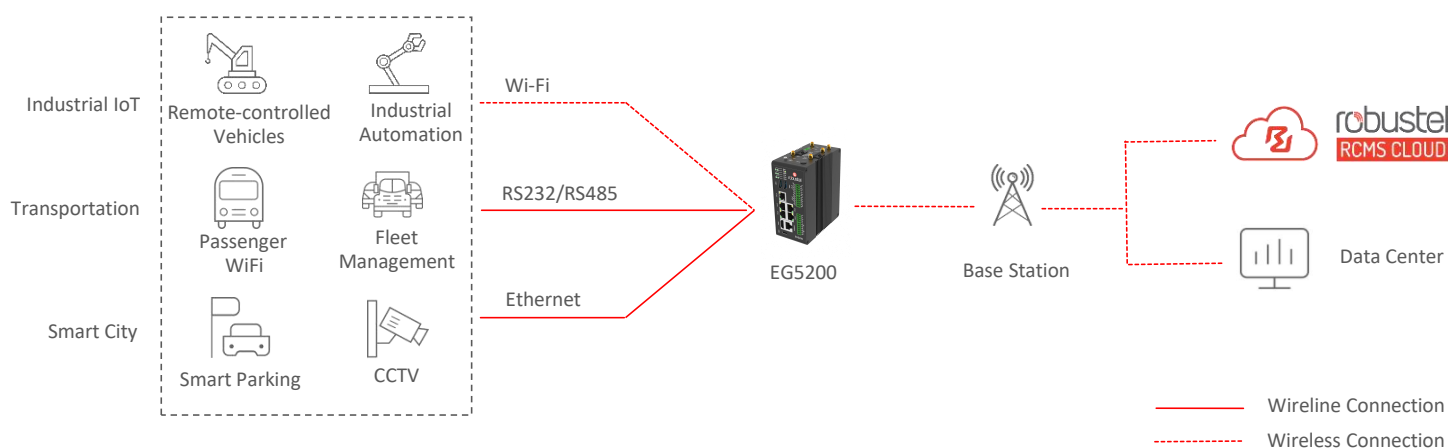 Industrial IoT
Remote-controlled
Vehicles
Industrial
Automation
Transportation
Passenger
WiFi
Fleet
Management
Smart City
Smart Parking
CCTV
Wi-Fi
RS232/RS485
Ethernet
EG5200
Base Station
robustel
RCMS CLOUD
Data Center
Wireline Connection
Wireless Connection